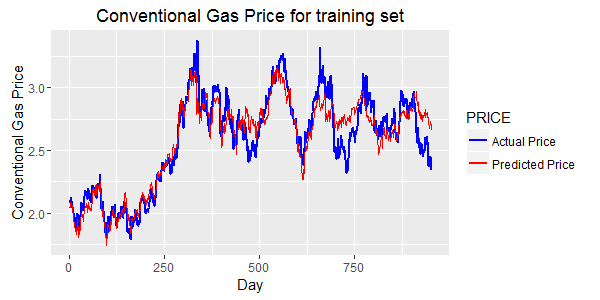 Conventional Gas Price for training set
Conventional Gas Price
3.0
2.5
2.0
0 250 500 750
Day
PRICE
Actual Price
Predicted Price